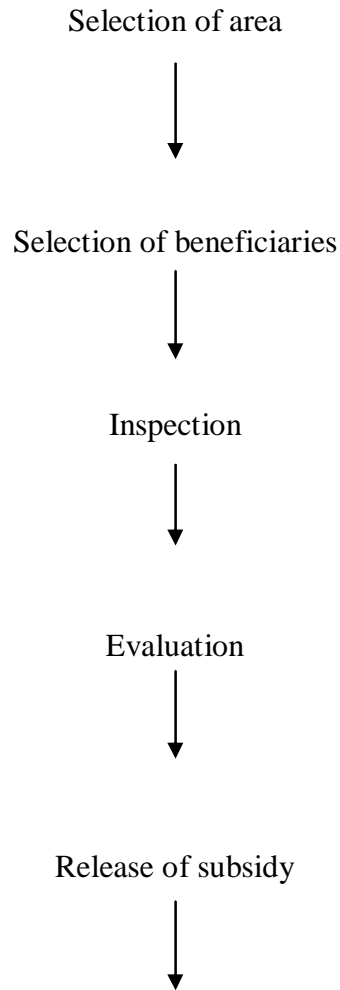 Selection of area
Selection of beneficiaries
Inspection
Evaluation
Release of subsidy